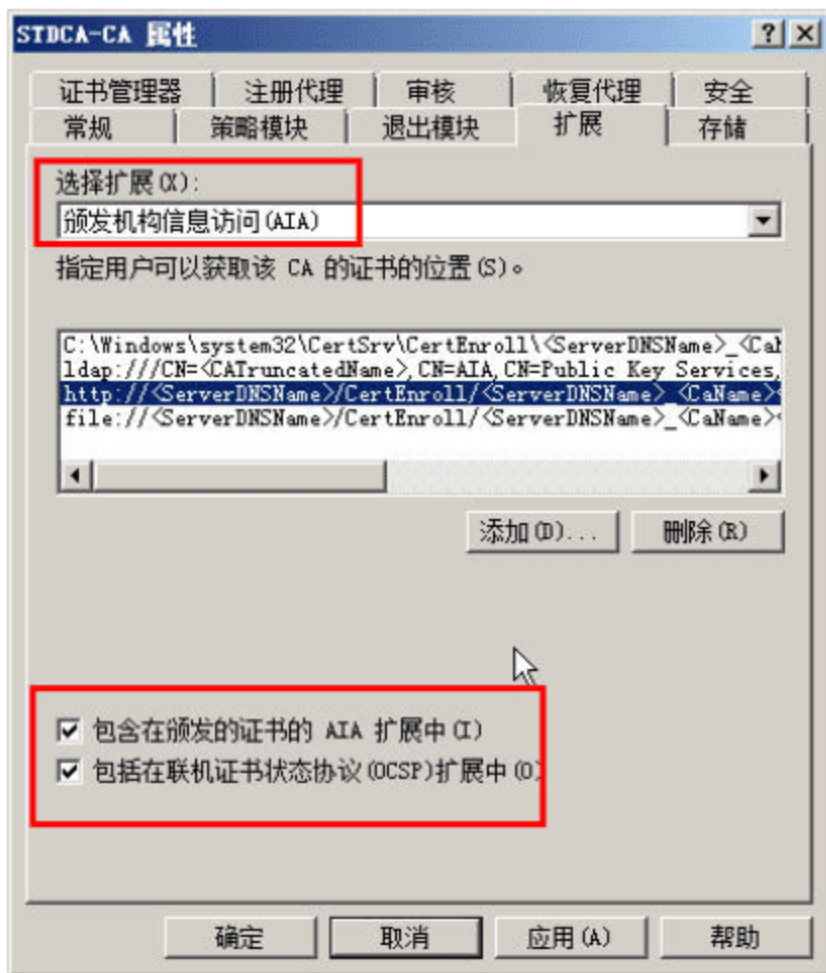 STDCA-CA 属性
证书管理器 注册代理 审核 恢复代理 安全
常规 策略模块 退出模块 扩展 存储
选择扩展(X):
颁发机构信息访问(AIA)
指定用户可以获取该 CA 的证书的位置(S)。
C:\Windows\system32\CertSrv\CertEnroll\<ServerDNSName>_<Ca
ldap:///CN=<CATruncatedName>,CN=AIA,CN=Public Key Services,
http://<ServerDNSName>/CertEnroll/<ServerDNSName>_<CaName><
file://<ServerDNSName>/CertEnroll/<ServerDNSName>_<CaName><
添加(D)... 删除(R)
包含在颁发的证书的 AIA 扩展中(I)
包括在联机证书状态协议(OCSP)扩展中(O)
确定 取消 应用(A) 帮助